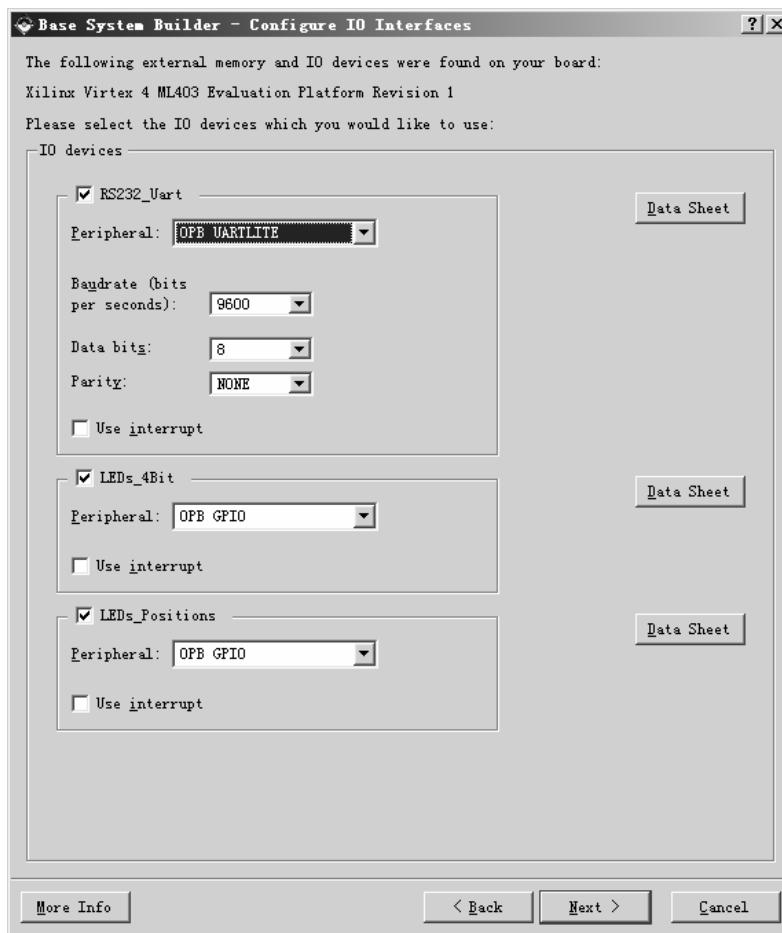 Base System Builder - Configure IO Interfaces
The following external memory and IO devices were found on your board:
Xilinx Virtex 4 ML403 Evaluation Platform Revision 1
Please select the IO devices which you would like to use:
IO devices
RS232_Uart
Data Sheet
Peripheral: OPB UARTLITE
Baudrate (bits
per seconds): 9600
Data bits: 8
Parity: NONE
Use interrupt
LEDs_4Bit
Data Sheet
Peripheral: OPB GPIO
Use interrupt
LEDs_Positions
Data Sheet
Peripheral: OPB GPIO
Use interrupt
More Info < Back Next > Cancel